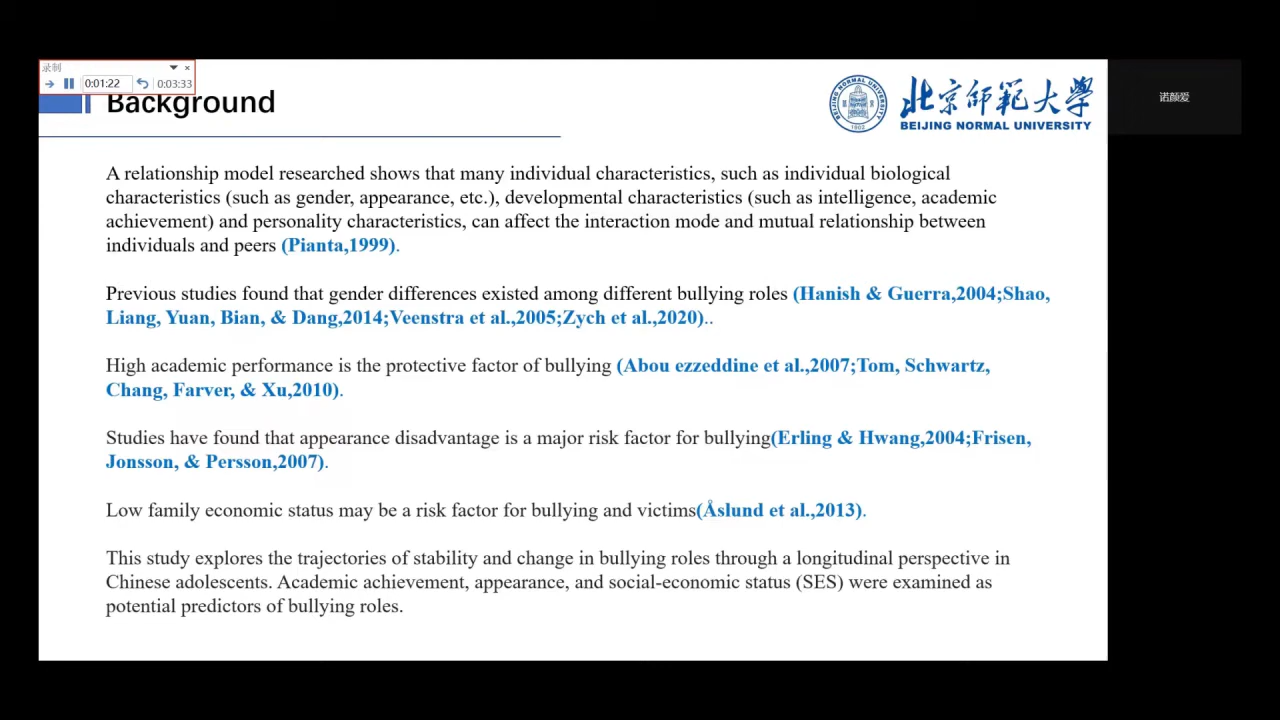 录制
0:01:22
0:03:33
Background
BEIJING NORMAL UNIVERSITY
1902
北京师范大学
BEIJING NORMAL UNIVERSITY
诺颜爱
A relationship model researched shows that many individual characteristics, such as individual biological
characteristics (such as gender, appearance, etc.), developmental characteristics (such as intelligence, academic
achievement) and personality characteristics, can affect the interaction mode and mutual relationship between
individuals and peers (Pianta,1999).
Previous studies found that gender differences existed among different bullying roles (Hanish & Guerra,2004;Shao,
Liang, Yuan, Bian, & Dang,2014;Veenstra et al.,2005;Zych et al.,2020)..
High academic performance is the protective factor of bullying (Abou ezzeddine et al.,2007;Tom, Schwartz,
Chang, Farver, & Xu,2010).
Studies have found that appearance disadvantage is a major risk factor for bullying(Erling & Hwang,2004;Frisen,
Jonsson, & Persson,2007).
Low family economic status may be a risk factor for bullying and victims(Åslund et al.,2013).
This study explores the trajectories of stability and change in bullying roles through a longitudinal perspective in
Chinese adolescents. Academic achievement, appearance, and social-economic status (SES) were examined as
potential predictors of bullying roles.